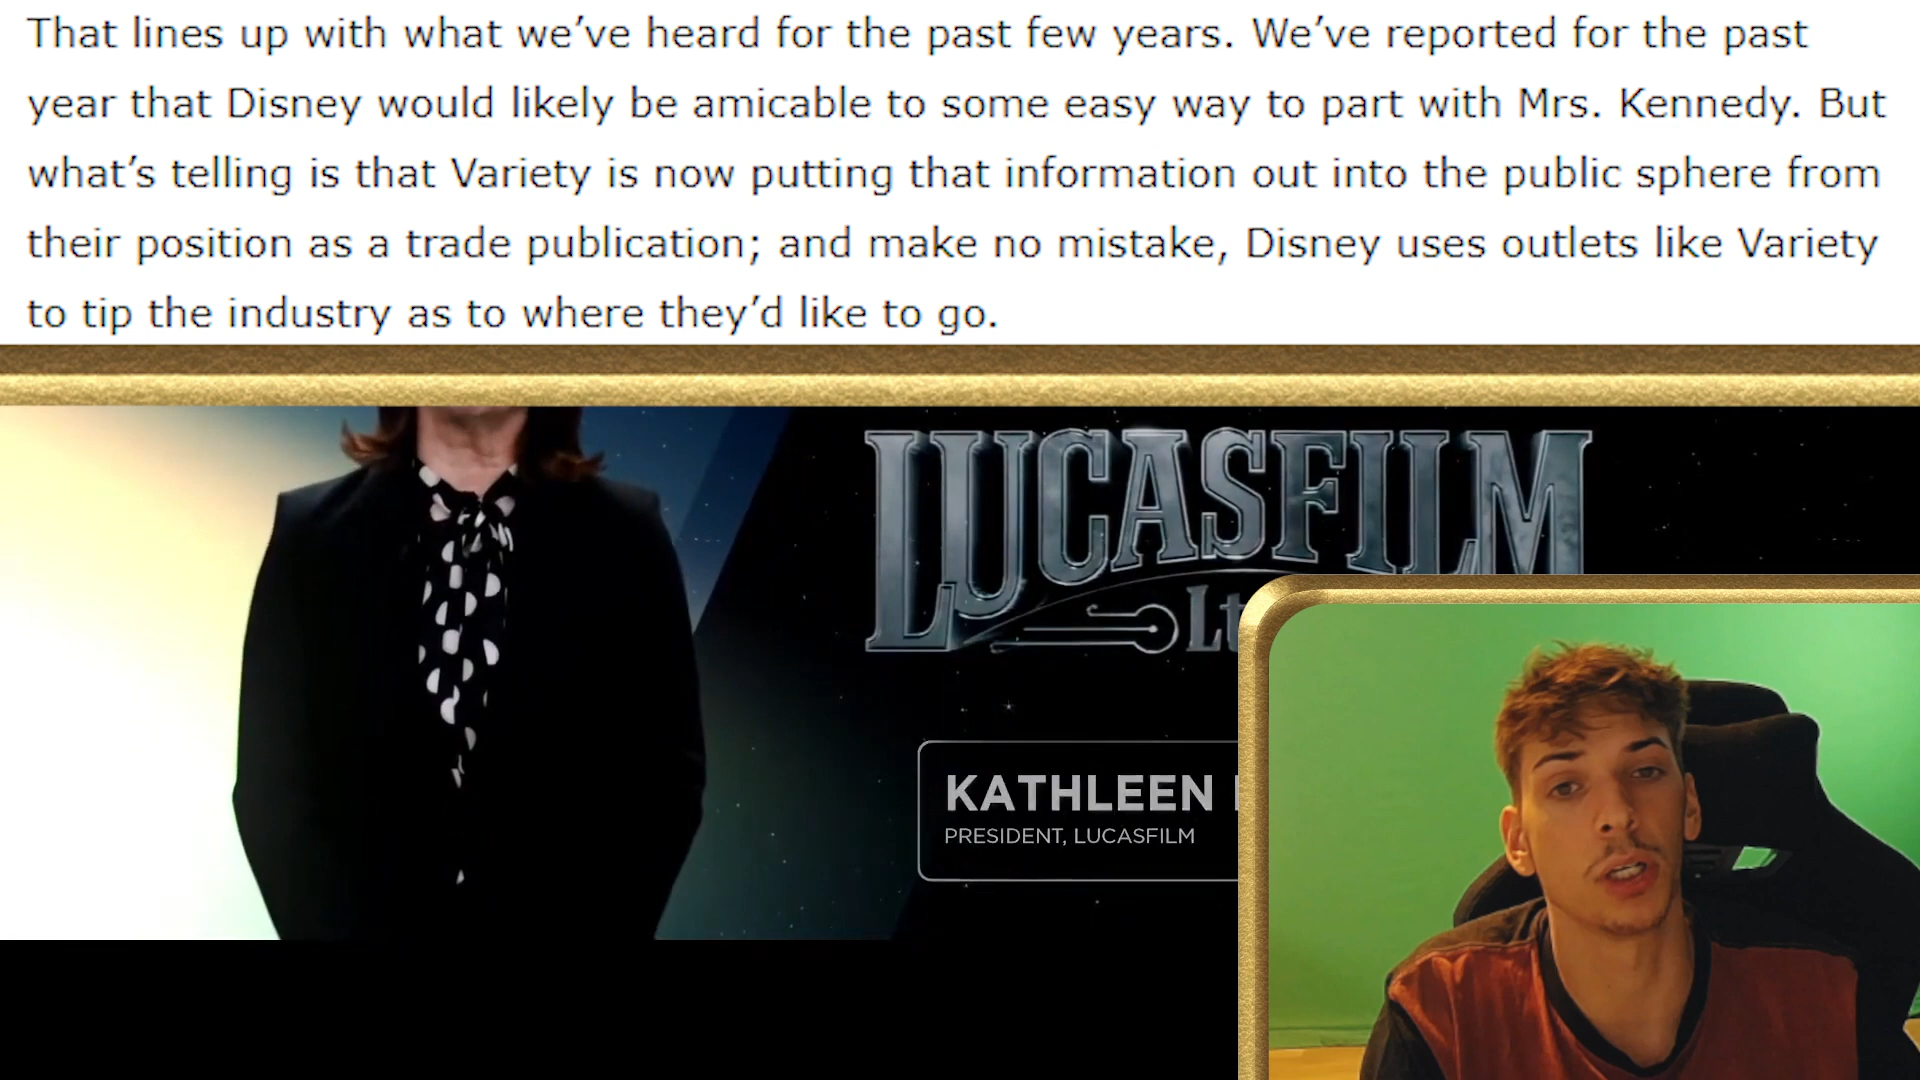 That lines up with what we’ve heard for the past few years. We’ve reported for the past
year that Disney would likely be amicable to some easy way to part with Mrs. Kennedy. But
what’s telling is that Variety is now putting that information out into the public sphere from
their position as a trade publication; and make no mistake, Disney uses outlets like Variety
to tip the industry as to where they’d like to go.
LUCASFILM
KATHLEEN
PRESIDENT, LUCASFILM